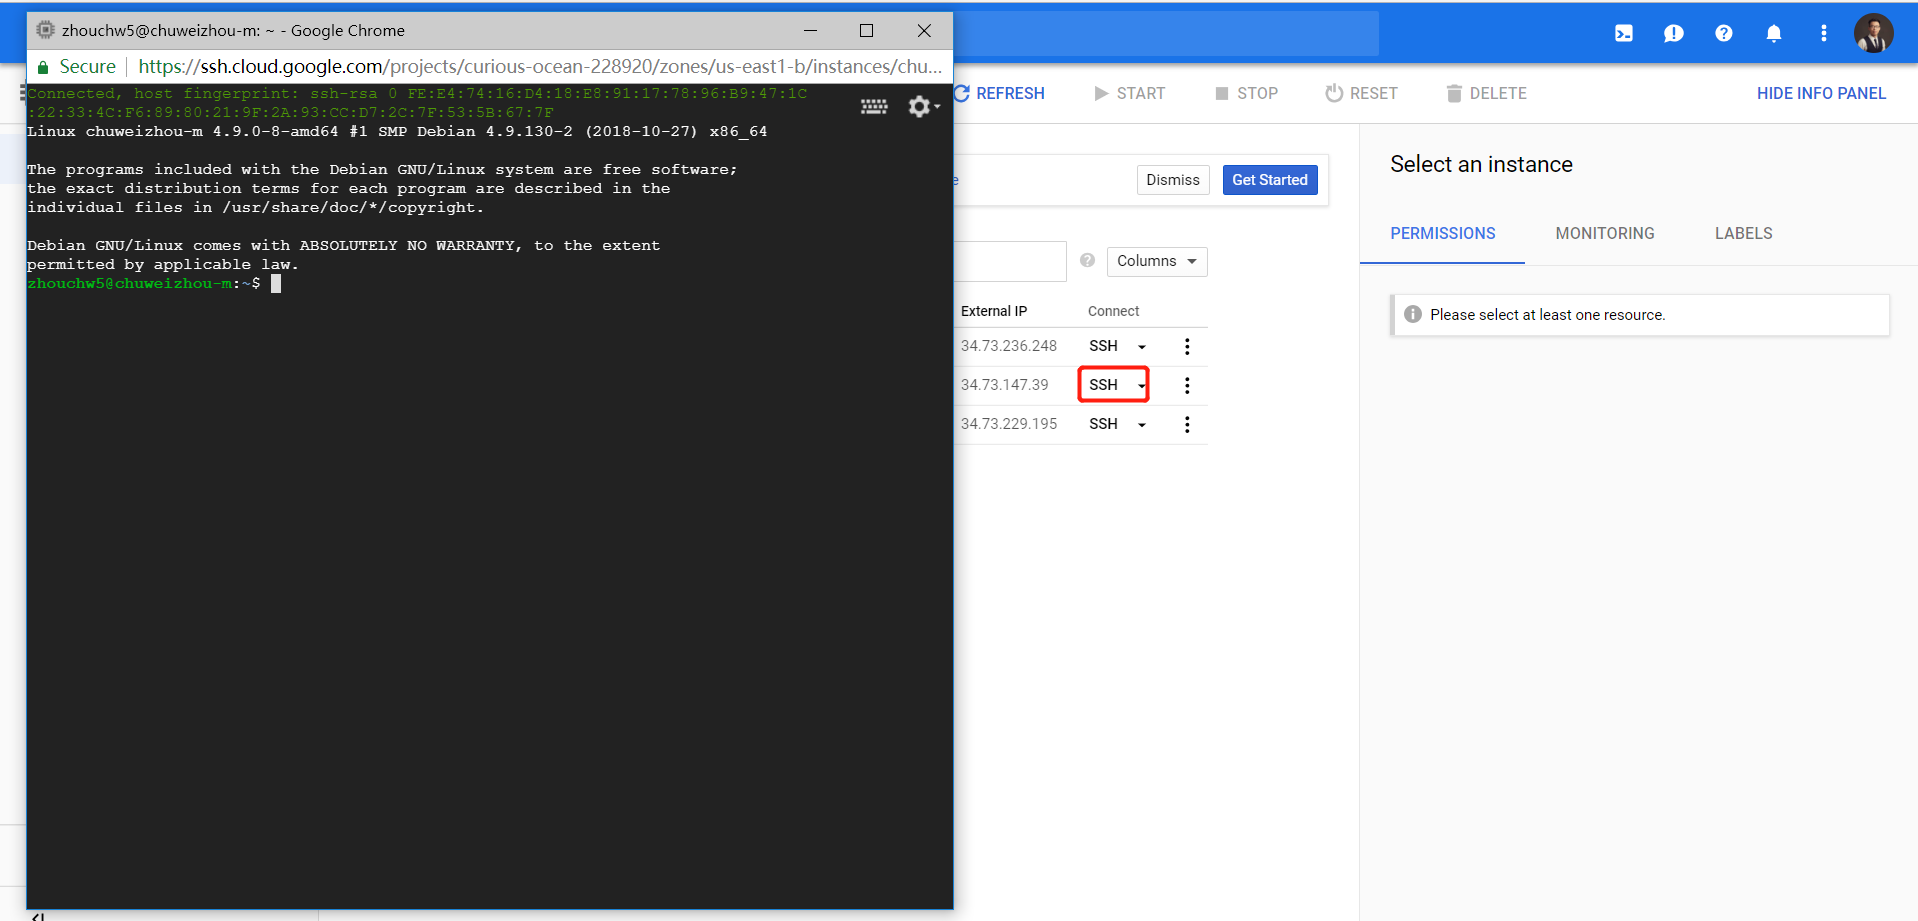 zhouchw5@chuweizhou-m: ~ - Google Chrome
Secure https://ssh.cloud.google.com/projects/curious-ocean-228920/zones/us-east1-b/instances/chu...
Connected, host fingerprint: ssh-rsa 0 FE:E4:74:16:D4:18:E8:91:17:78:96:B9:47:1C
:22:33:4C:F6:89:80:21:9F:2A:93:CC:D7:2C:7F:53:5B:67:7F
Linux chuweizhou-m 4.9.0-8-amd64 #1 SMP Debian 4.9.130-2 (2018-10-27) x86_64
The programs included with the Debian GNU/Linux system are free software;
the exact distribution terms for each program are described in the
individual files in /usr/share/doc/*/copyright.
Debian GNU/Linux comes with ABSOLUTELY NO WARRANTY, to the extent
permitted by applicable law.
zhouchw5@chuweizhou-m:~$
REFRESH START STOP RESET DELETE HIDE INFO PANEL
Dismiss Get Started
Columns
External IP Connect
34.73.236.248 SSH
34.73.147.39 SSH
34.73.229.195 SSH
Select an instance
PERMISSIONS MONITORING LABELS
Please select at least one resource.